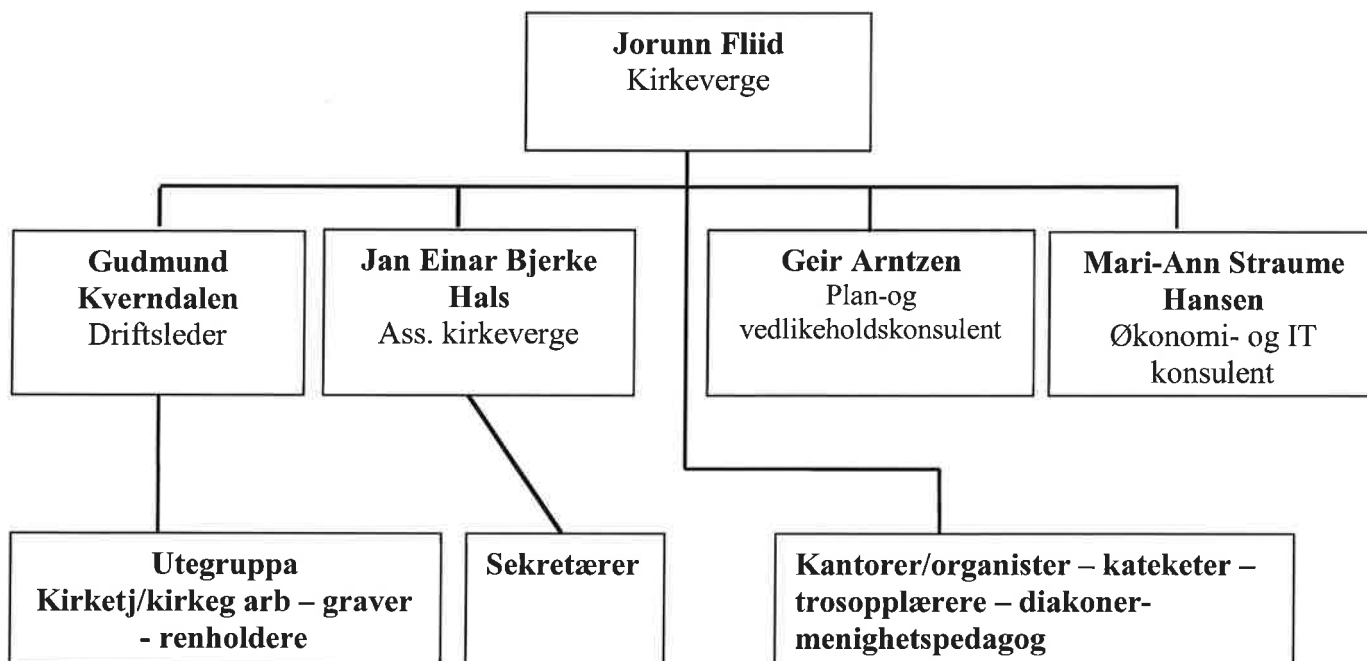 Jorunn Fliid
Kirkeverge
Gudmund
Kverndalen
Driftsleder
Jan Einar Bjerke
Hals
Ass. kirkeverge
Geir Arntzen
Plan-og
vedlikeholdskonsulent
Mari-Ann Straume
Hansen
Økonomi- og IT
konsulent
Utegruppa
Kirketj/kirkeg arb – graver
- renholdere
Sekretærer
Kantorer/organister – kateketer –
trosopplærere – diakoner-
menighetspedagog